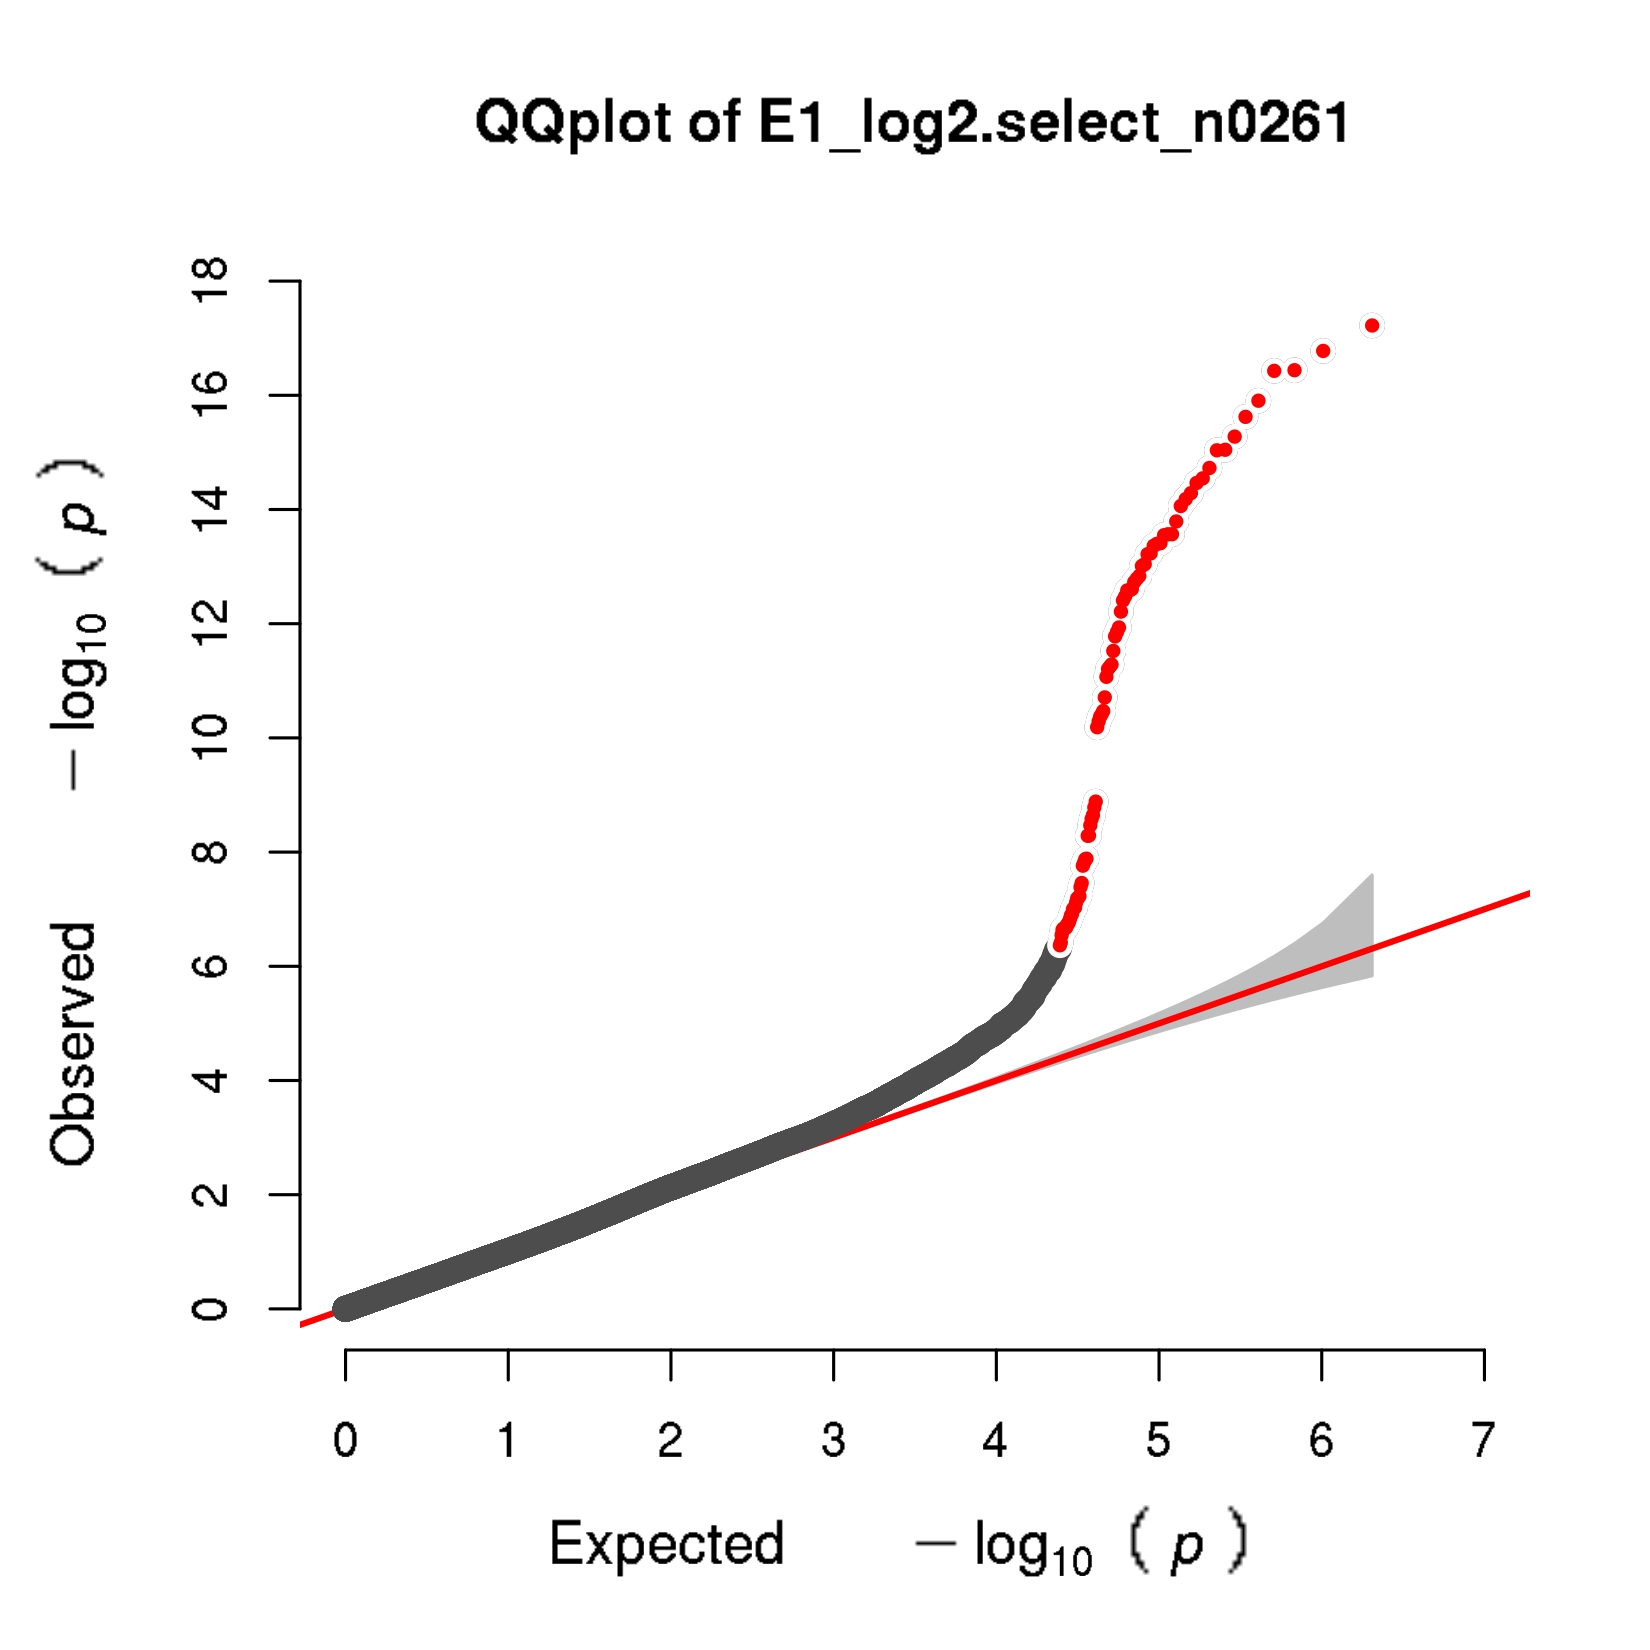 QQplot of E1_log2.select_n0261
Observed −log10 ( p )
18
16
14
12
10
8
6
4
2
0
0 1 2 3 4 5 6 7
Expected −log10 ( p )